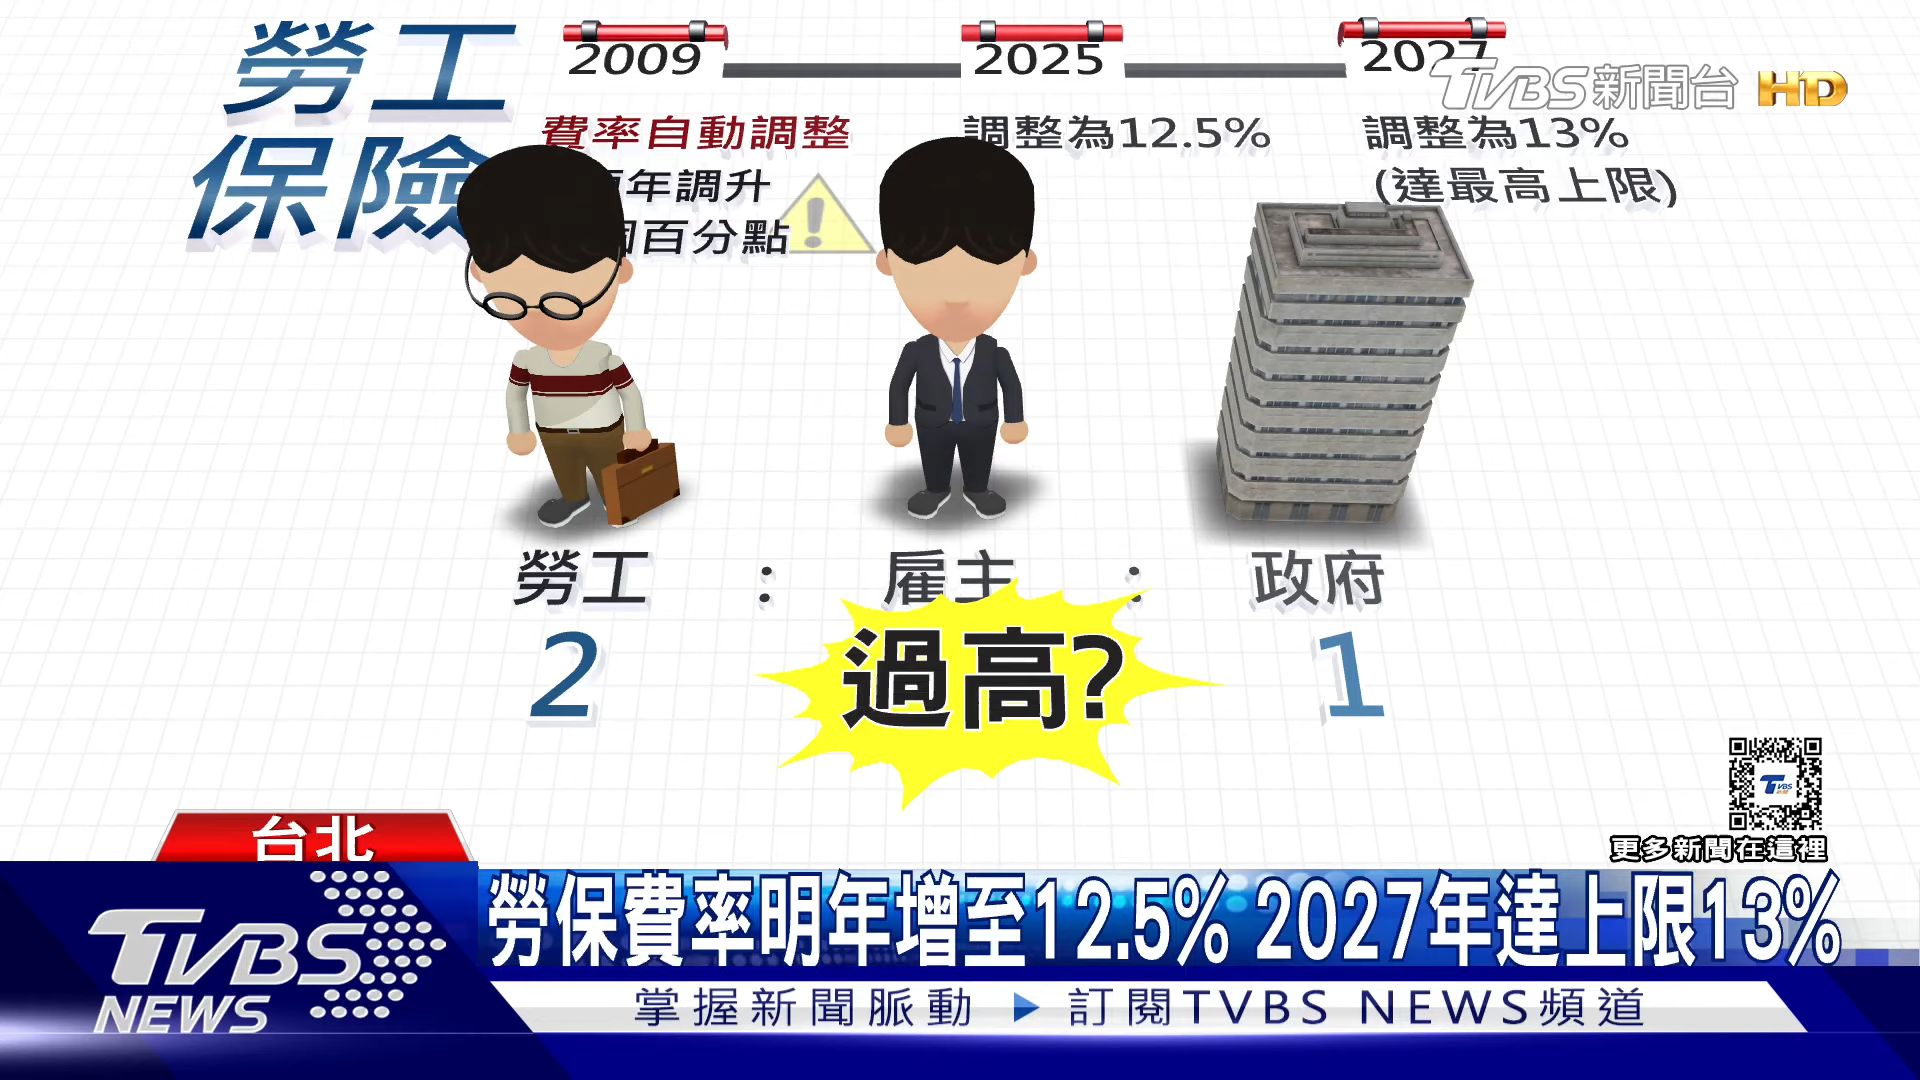 勞工
保險
2009
2025
2027
TVBS新聞台 HD
費率自動調整
調整為12.5%
調整為13%
年調升
(達最高上限)
百分點
勞工 : 雇主 : 政府
2
過高?
1
TVBS
新聞
更多新聞在這裡
台北
勞保費率明年增至12.5% 2027年達上限13%
TVBS
NEWS
掌握新聞脈動 ▶ 訂閱TVBS NEWS頻道